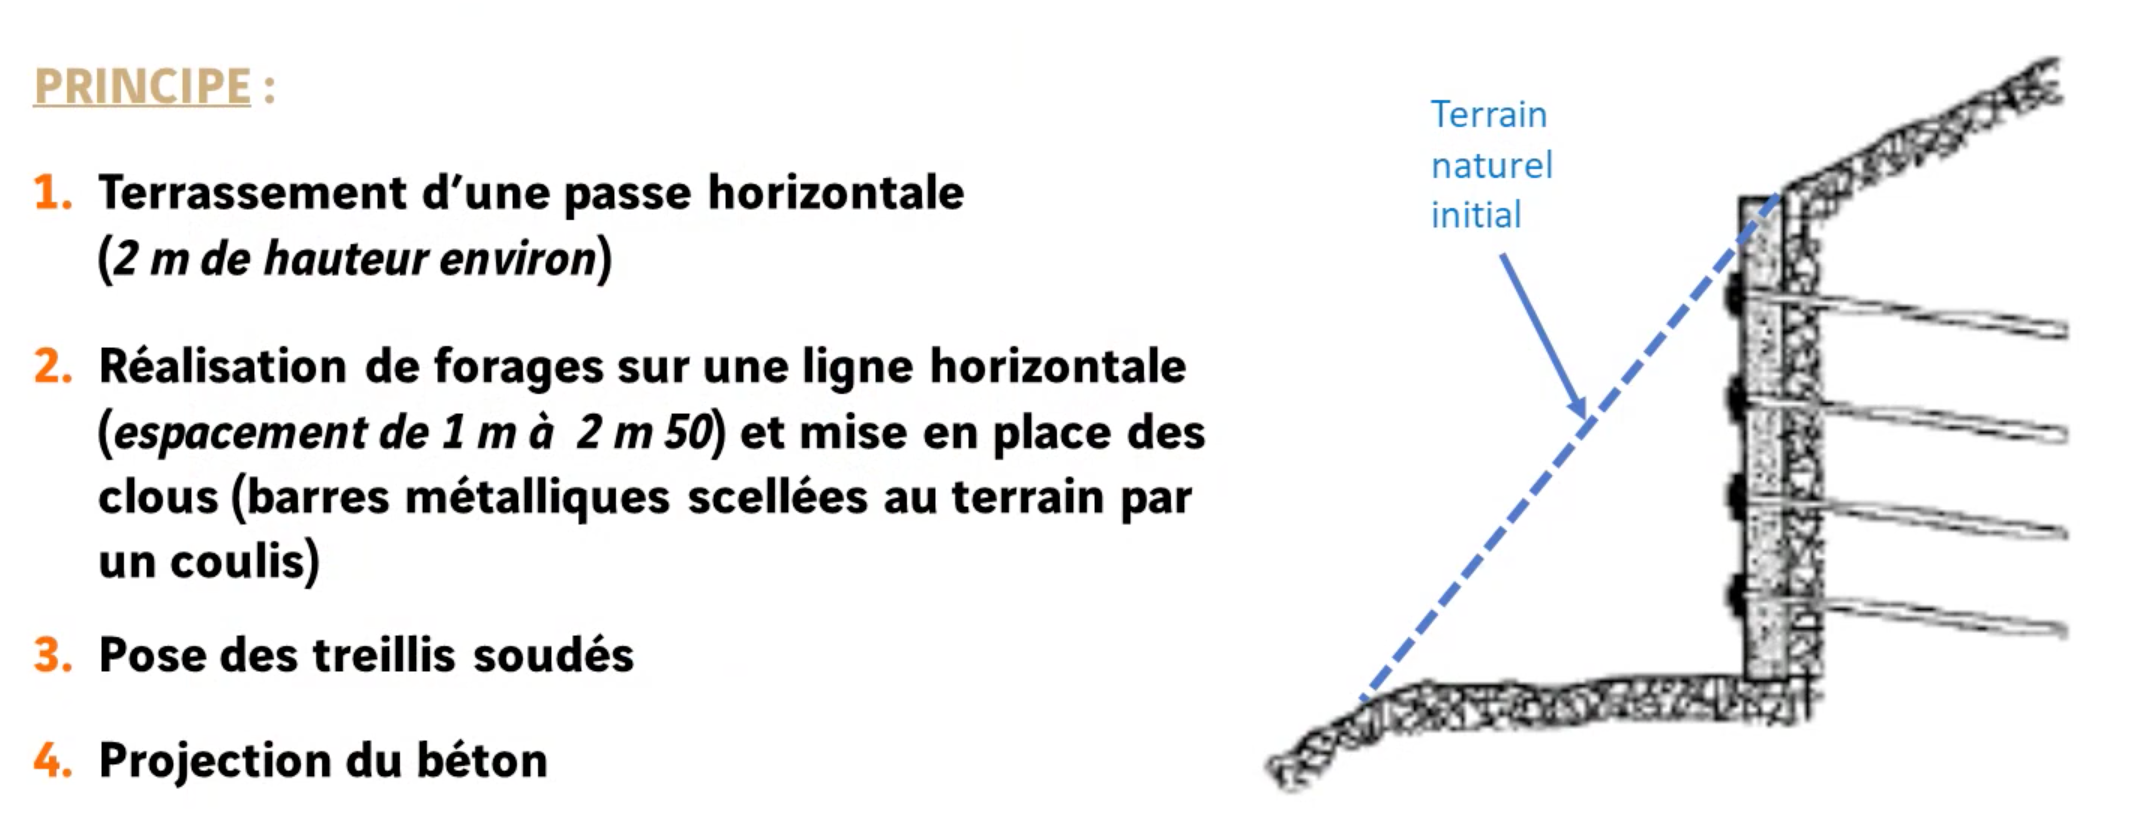 PRINCIPE :
1. Terrassement d’une passe horizontale
(2 m de hauteur environ)
2. Réalisation de forages sur une ligne horizontale
(espacement de 1 m à 2 m 50) et mise en place des
clous (barres métalliques scellées au terrain par
un coulis)
3. Pose des treillis soudés
4. Projection du béton
Terrain
naturel
initial